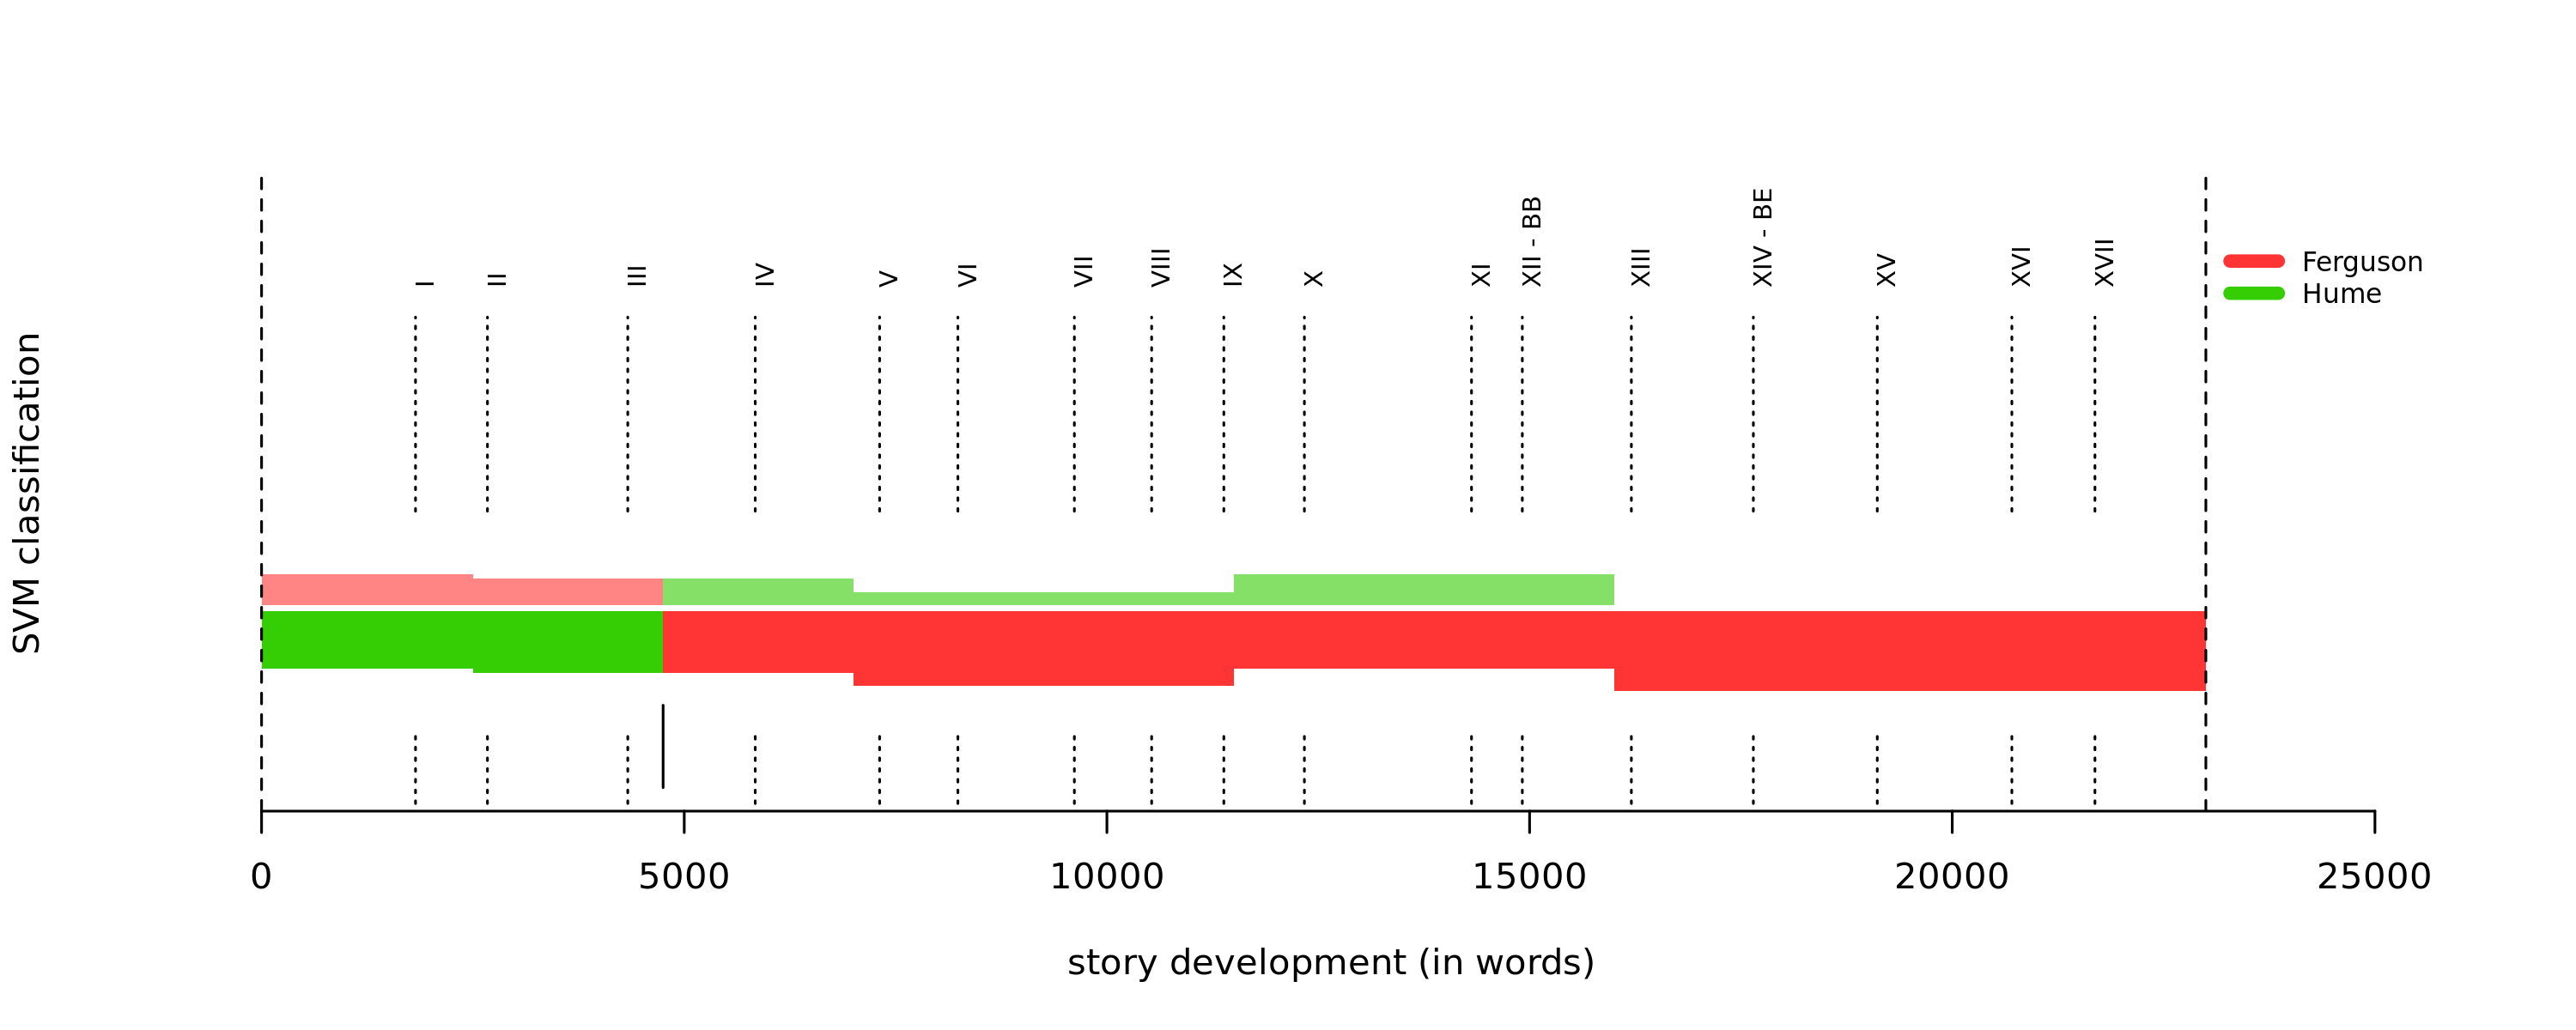 SVM classification
I
II
III
IV
V
VI
VII
VIII
IX
X
XI
XII - BB
XIII
XIV - BE
XV
XVI
XVII
Ferguson
Hume
0 5000 10000 15000 20000 25000
story development (in words)